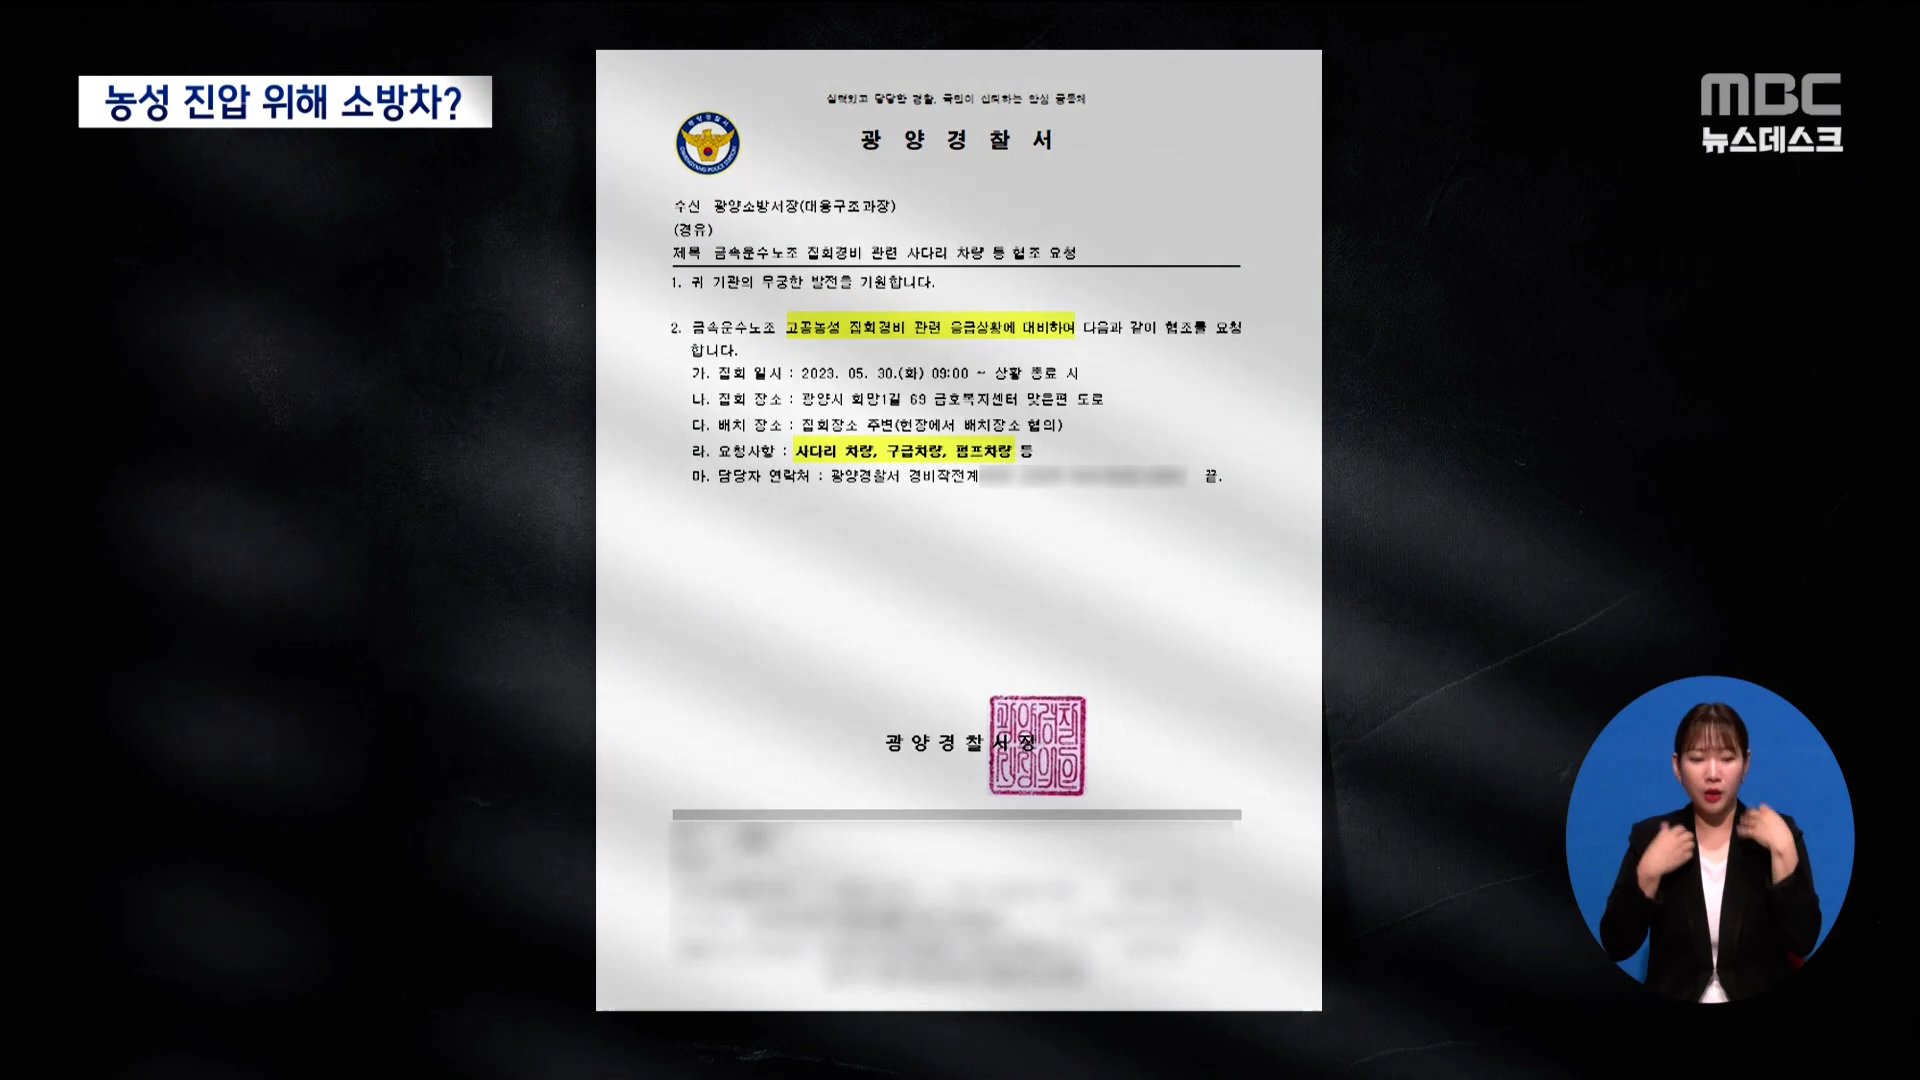 농성 진압 위해 소방차?
MBC
뉴스데스크
실력있고 당당한 경찰, 국민이 신뢰하는 안심 공동체
광양경찰서
수신 광양소방서장(대응구조과장)
(경유)
제목 금속운수노조 집회경비 관련 사다리 차량 등 협조 요청
1. 귀 기관의 무궁한 발전을 기원합니다.
2. 금속운수노조 고공농성 집회경비 관련 응급상황에 대비하여 다음과 같이 협조를 요청
합니다.
가. 집회 일시 : 2023. 05. 30.(화) 09:00 ~ 상황 종료 시
나. 집회 장소 : 광양시 희망1길 69 금호복지센터 맞은편 도로
다. 배치 장소 : 집회장소 주변(현장에서 배치장소 협의)
라. 요청사항 : 사다리 차량, 구급차량, 펌프차량 등
마. 담당자 연락처 : 광양경찰서 경비작전계 끝.
광양경찰서장